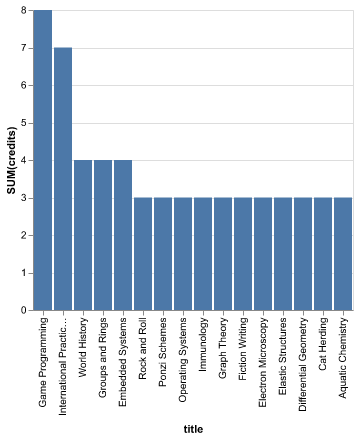 8
7
6
5
4
3
2
1
0
SUM(credits)
Game Programming
International Practic...
World History
Groups and Rings
Embedded Systems
Rock and Roll
Ponzi Schemes
Operating Systems
Immunology
Graph Theory
Fiction Writing
Electron Microscopy
Elastic Structures
Differential Geometry
Cat Herding
Aquatic Chemistry
title